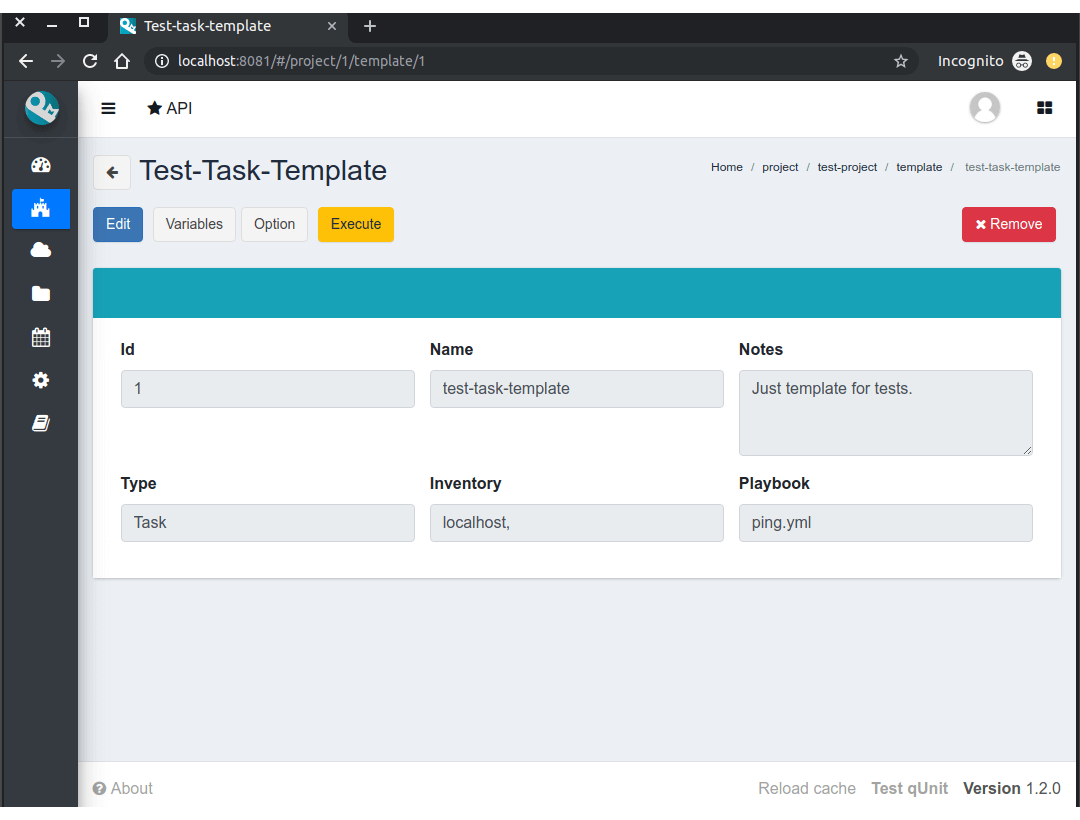 Test-task-template
localhost:8081/#/project/1/template/1
Incognito
API
Test-Task-Template
Home / project / test-project / template / test-task-template
Edit Variables Option Execute Remove
Id Name Notes
1 test-task-template Just template for tests.
Type Inventory Playbook
Task localhost, ping.yml
About Reload cache Test qUnit Version 1.2.0